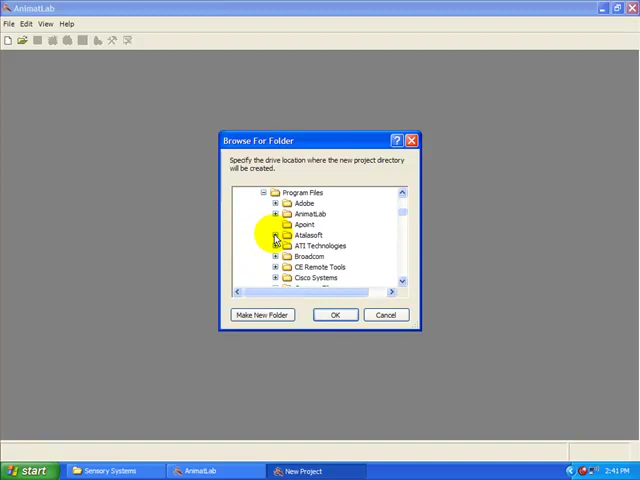 AnimatLab
File Edit View Help
Browse For Folder
Specify the drive location where the new project directory
will be created.
Program Files
Adobe
AnimatLab
Apoint
Atalasoft
ATI Technologies
Broadcom
CE Remote Tools
Cisco Systems
Make New Folder OK Cancel
start Sensory Systems AnimatLab New Project 2:41 PM